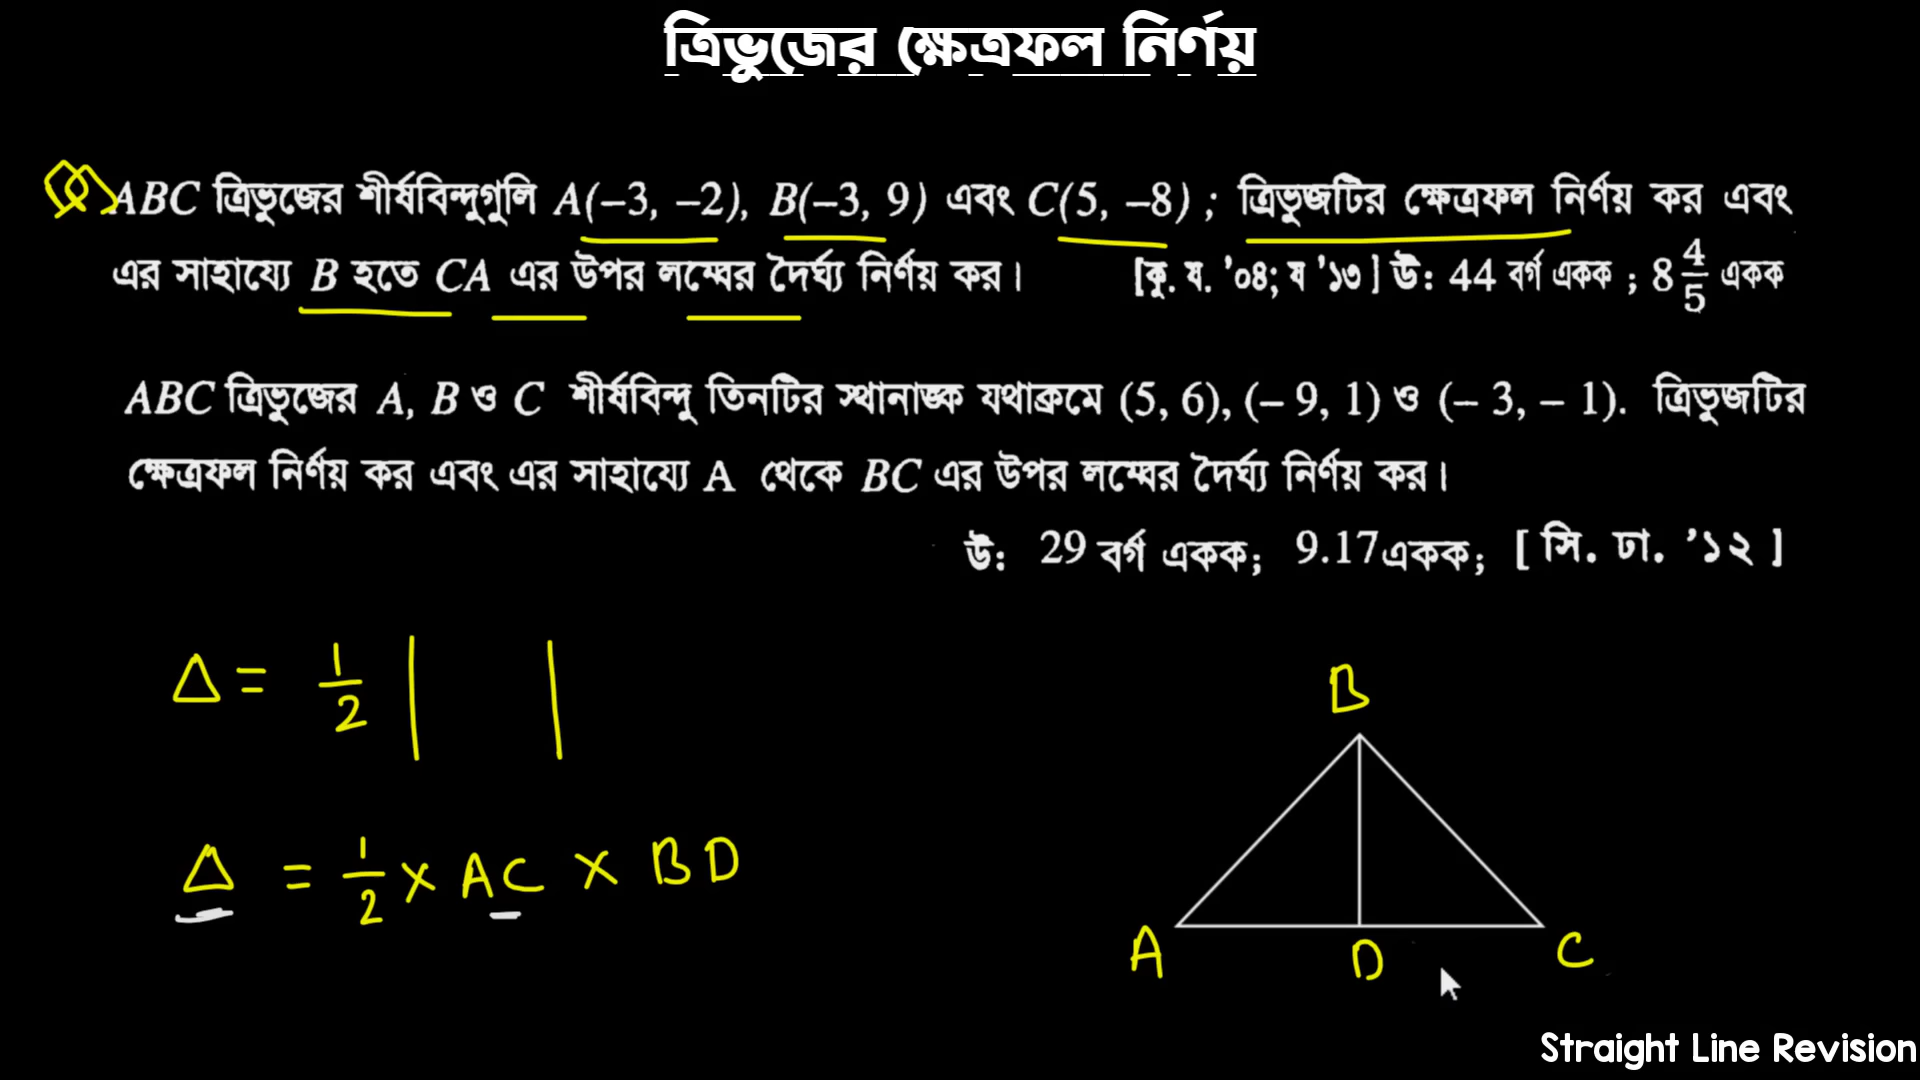 ত্রিভুজের ক্ষেত্রফল নির্ণয়
ABC ত্রিভুজের শীর্ষবিন্দুগুলি A(–3, –2), B(–3, 9) এবং C(5, –8) ; ত্রিভুজটির ক্ষেত্রফল নির্ণয় কর এবং
এর সাহায্যে B হতে CA এর উপর লম্বের দৈর্ঘ্য নির্ণয় কর। [কু. য. '০৪; য '১৩] উ: 44 বর্গ একক ; 8 4/5 একক
ABC ত্রিভুজের A, B ও C শীর্ষবিন্দু তিনটির স্থানাঙ্ক যথাক্রমে (5, 6), (– 9, 1) ও (– 3, – 1). ত্রিভুজটির
ক্ষেত্রফল নির্ণয় কর এবং এর সাহায্যে A থেকে BC এর উপর লম্বের দৈর্ঘ্য নির্ণয় কর।
উ: 29 বর্গ একক; 9.17 একক; [ সি. ঢা. '১২ ]
Δ = 1/2 | |
B
Δ = 1/2 × AC × BD
A D C
Straight Line Revision